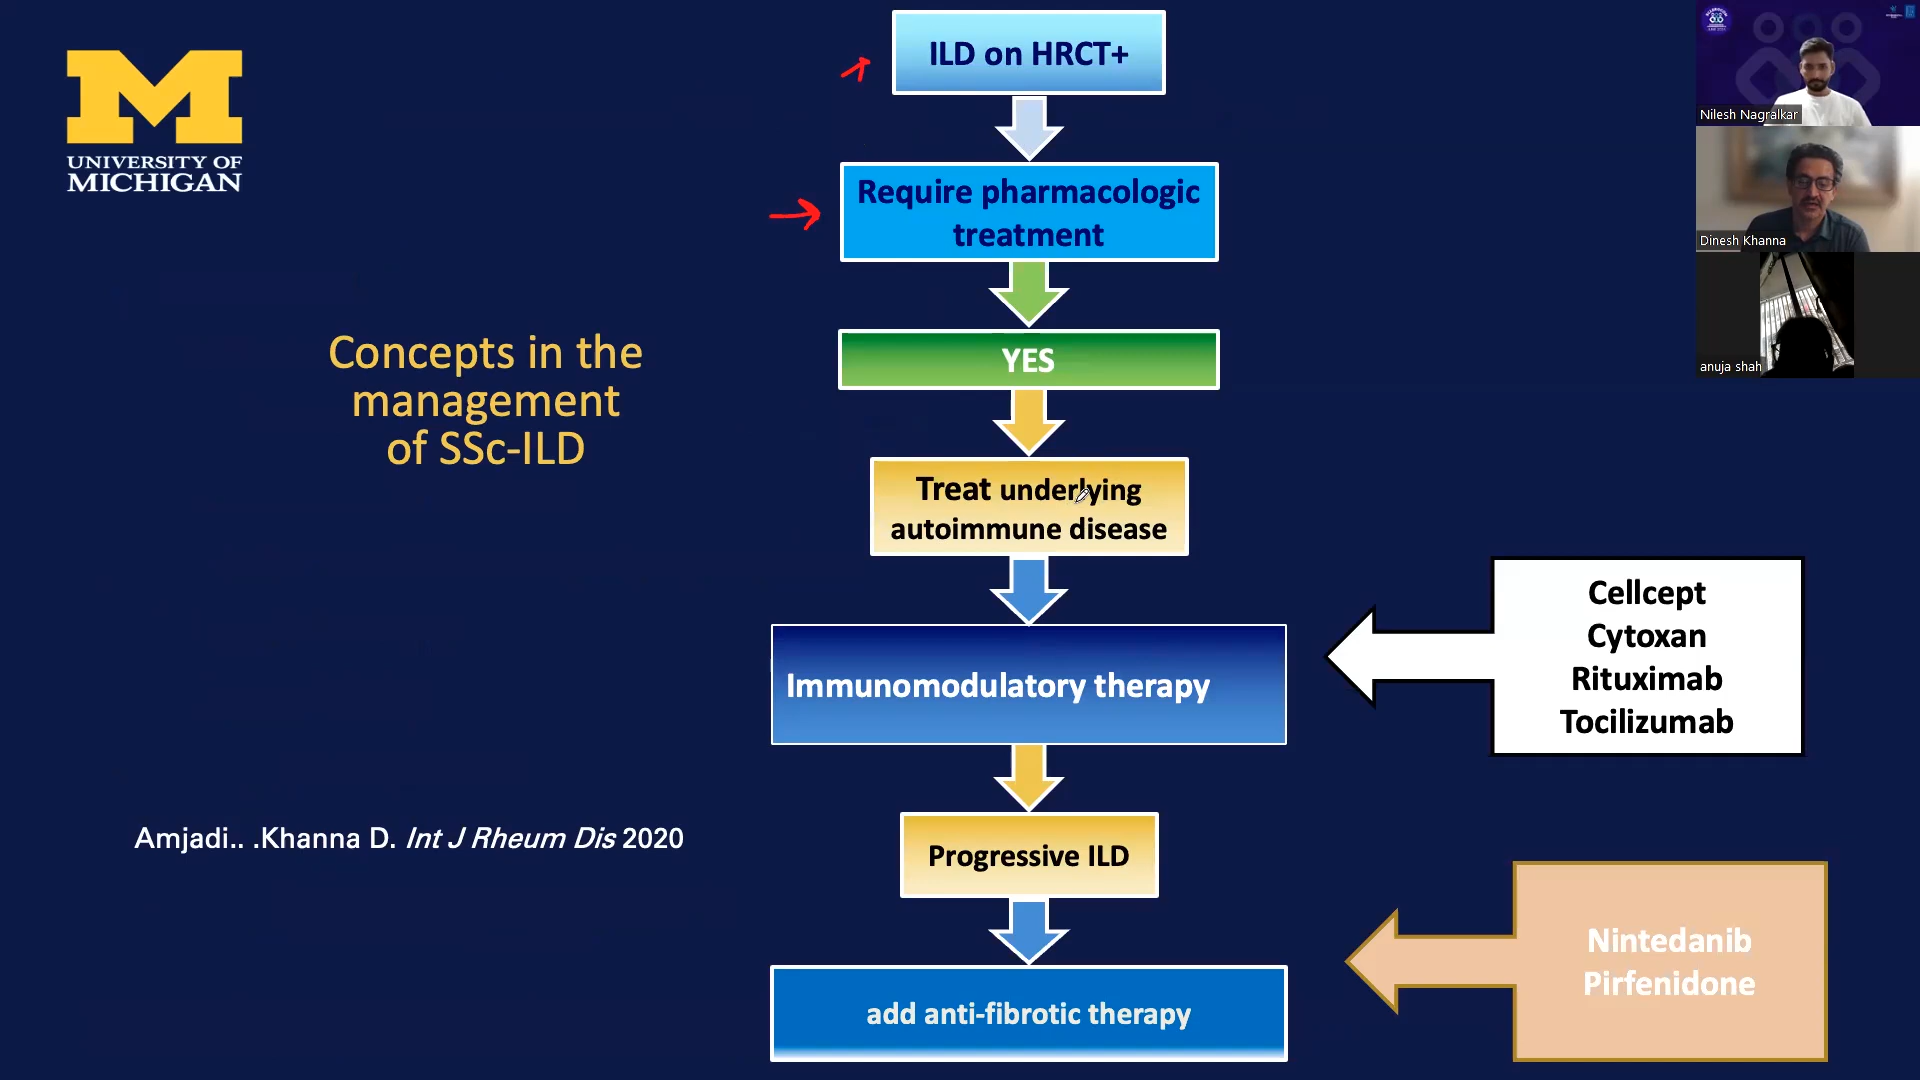 UNIVERSITY OF
MICHIGAN
Concepts in the
management
of SSc-ILD
Amjadi.. .Khanna D. Int J Rheum Dis 2020
ILD on HRCT+
Require pharmacologic
treatment
YES
Treat underlying
autoimmune disease
Immunomodulatory therapy
Progressive ILD
add anti-fibrotic therapy
Cellcept
Cytoxan
Rituximab
Tocilizumab
Nintedanib
Pirfenidone
Nilesh Nagralkar
Dinesh Khanna
anuja shah